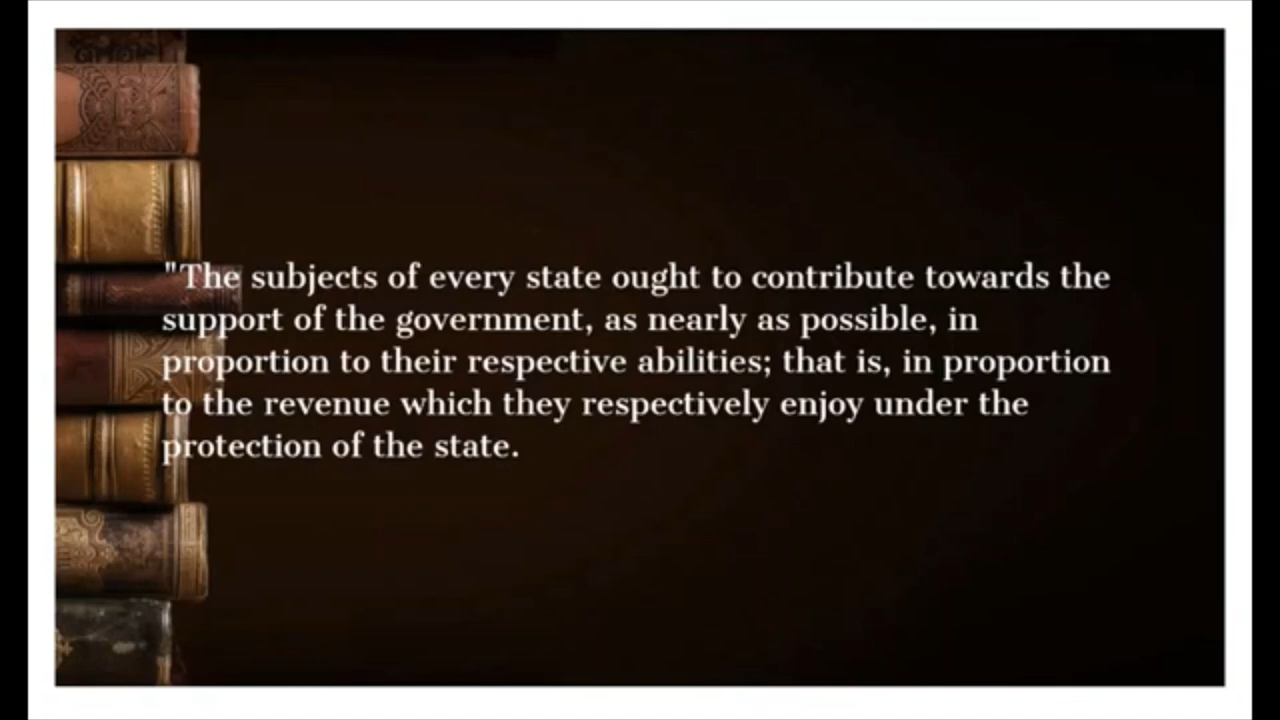 "The subjects of every state ought to contribute towards the
support of the government, as nearly as possible, in
proportion to their respective abilities; that is, in proportion
to the revenue which they respectively enjoy under the
protection of the state.